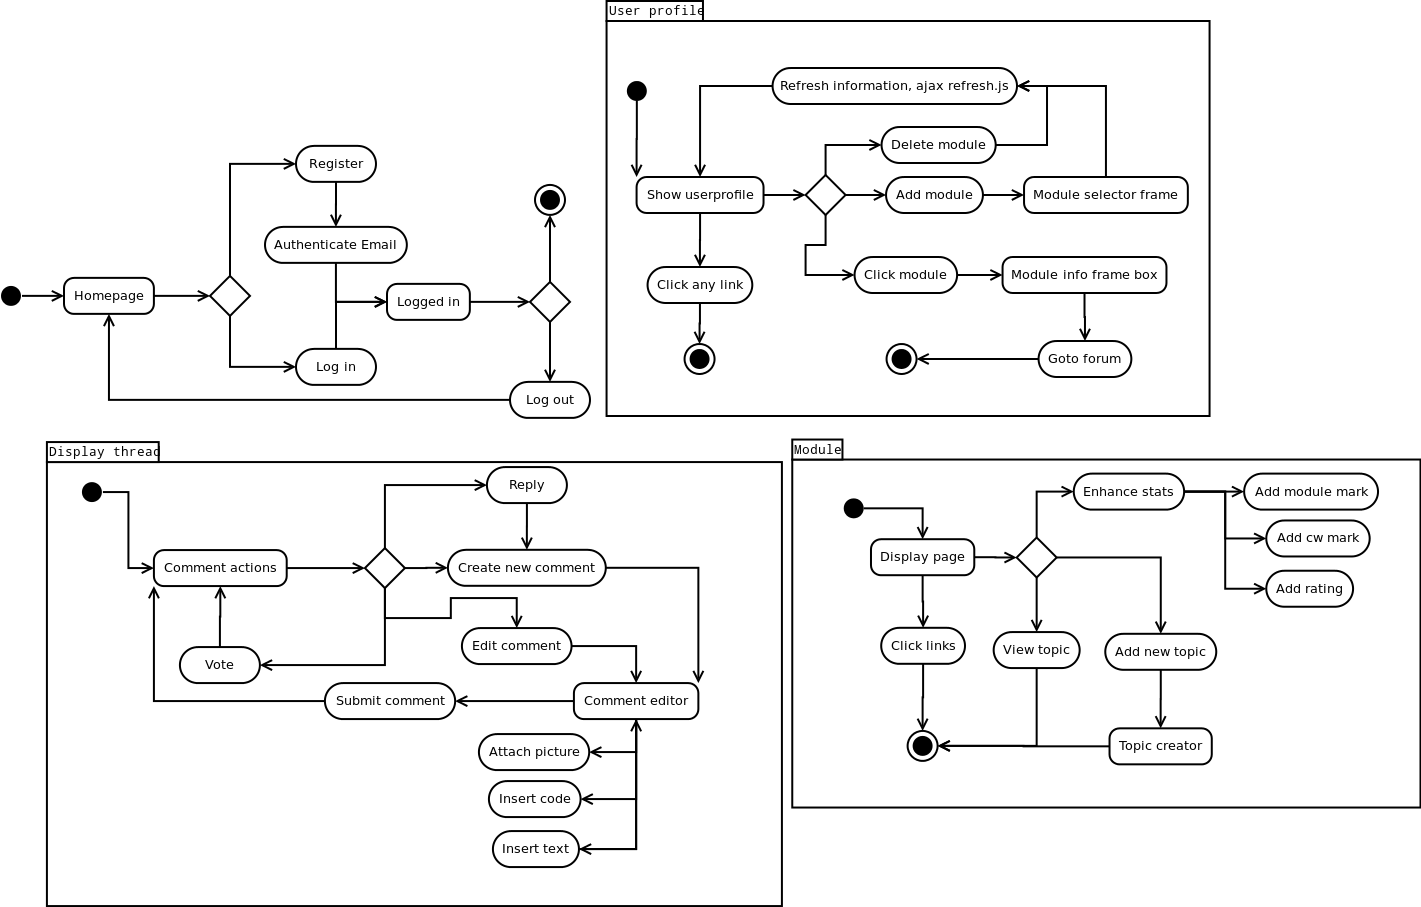 User profile
Refresh information, ajax refresh.js
Delete module
Show userprofile
Add module
Module selector frame
Click any link
Click module
Module info frame box
Goto forum
Register
Authenticate Email
Homepage
Logged in
Log in
Log out
Display thread
Reply
Comment actions
Create new comment
Edit comment
Vote
Submit comment
Comment editor
Attach picture
Insert code
Insert text
Module
Enhance stats
Add module mark
Add cw mark
Display page
Add rating
Click links
View topic
Add new topic
Topic creator